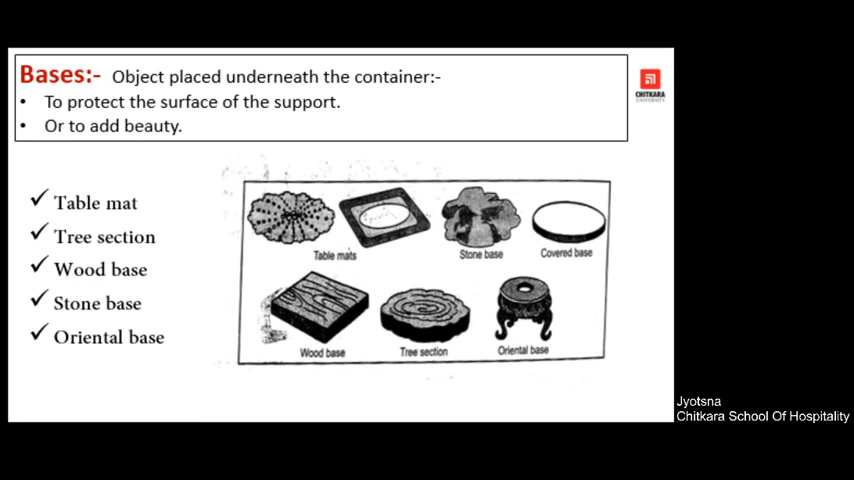 Bases:- Object placed underneath the container:-
• To protect the surface of the support.
• Or to add beauty.
CHITKARA
UNIVERSITY
✓ Table mat
✓ Tree section
✓ Wood base
✓ Stone base
✓ Oriental base
Table mats
Stone base
Covered base
Wood base
Tree section
Oriental base
Jyotsna
Chitkara School Of Hospitality